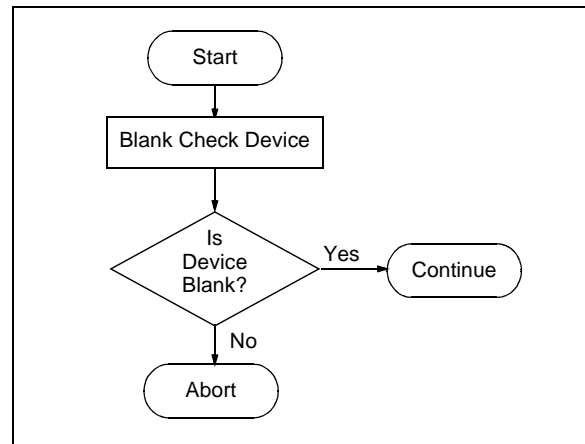 Start
Blank Check Device
Is
Device
Blank?
Yes
Continue
No
Abort